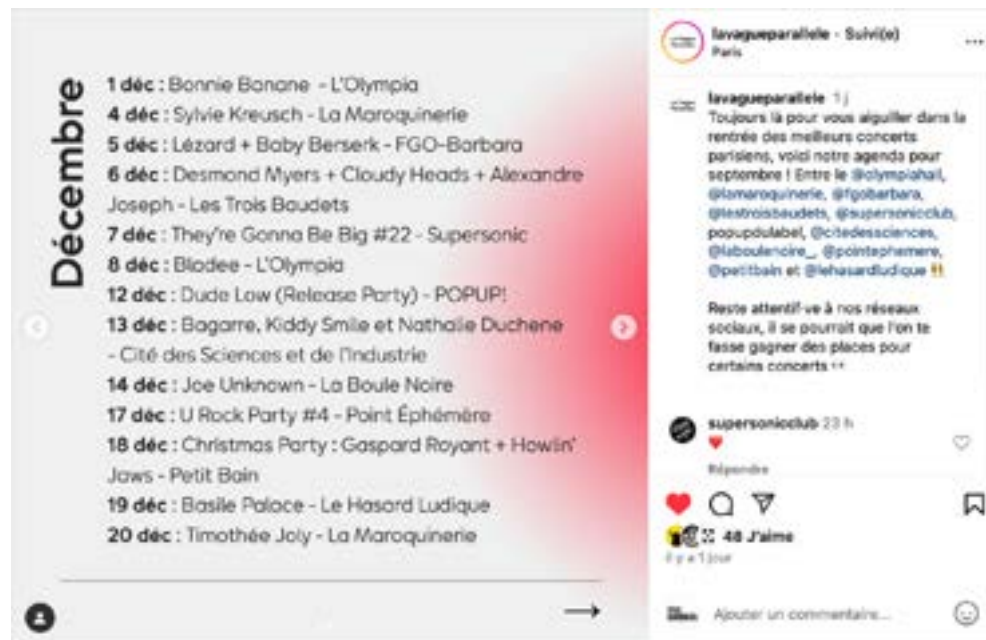 Décembre
1 déc : Bonnie Banane - L'Olympia
4 déc : Sylvie Kreusch - La Maroquinerie
5 déc : Lézard + Baby Berserk - FGO-Barbara
6 déc : Desmond Myers + Cloudy Heads + Alexandre
Joseph - Les Trois Baudets
7 déc : They're Gonna Be Big #22 - Supersonic
8 déc : Blodee - L'Olympia
12 déc : Dude Low (Release Party) - POPUP!
13 déc : Bagarre, Kiddy Smile et Nathalie Duchene
- Cité des Sciences et de l'Industrie
14 déc : Joe Unknown - La Boule Noire
17 déc : U Rock Party #4 - Point Éphémère
18 déc : Christmas Party : Gaspard Royant + Howlin'
Jaws - Petit Bain
19 déc : Basile Palace - Le Hasard Ludique
20 déc : Timothée Joly - La Maroquinerie
lavagueparallele • Suivi(e)
Paris
lavagueparallele 1 j
Toujours là pour vous aiguiller dans la
rentrée des meilleurs concerts
parisiens, voici notre agenda pour
septembre ! Entre le @olympiahall,
@lamaroquinerie, @fgobarbara,
@lestroisbaudets, @supersonicclub,
popupdulabel, @citedessciences,
@laboulenoire_, @pointephemere,
@petitbain et @lehasardludique
Reste attentif·ve à nos réseaux
sociaux, il se pourrait que l'on te
fasse gagner des places pour
certains concerts
supersonicclub 23 h
Répondre
48 J'aime
il y a 1 jour
Ajouter un commentaire...